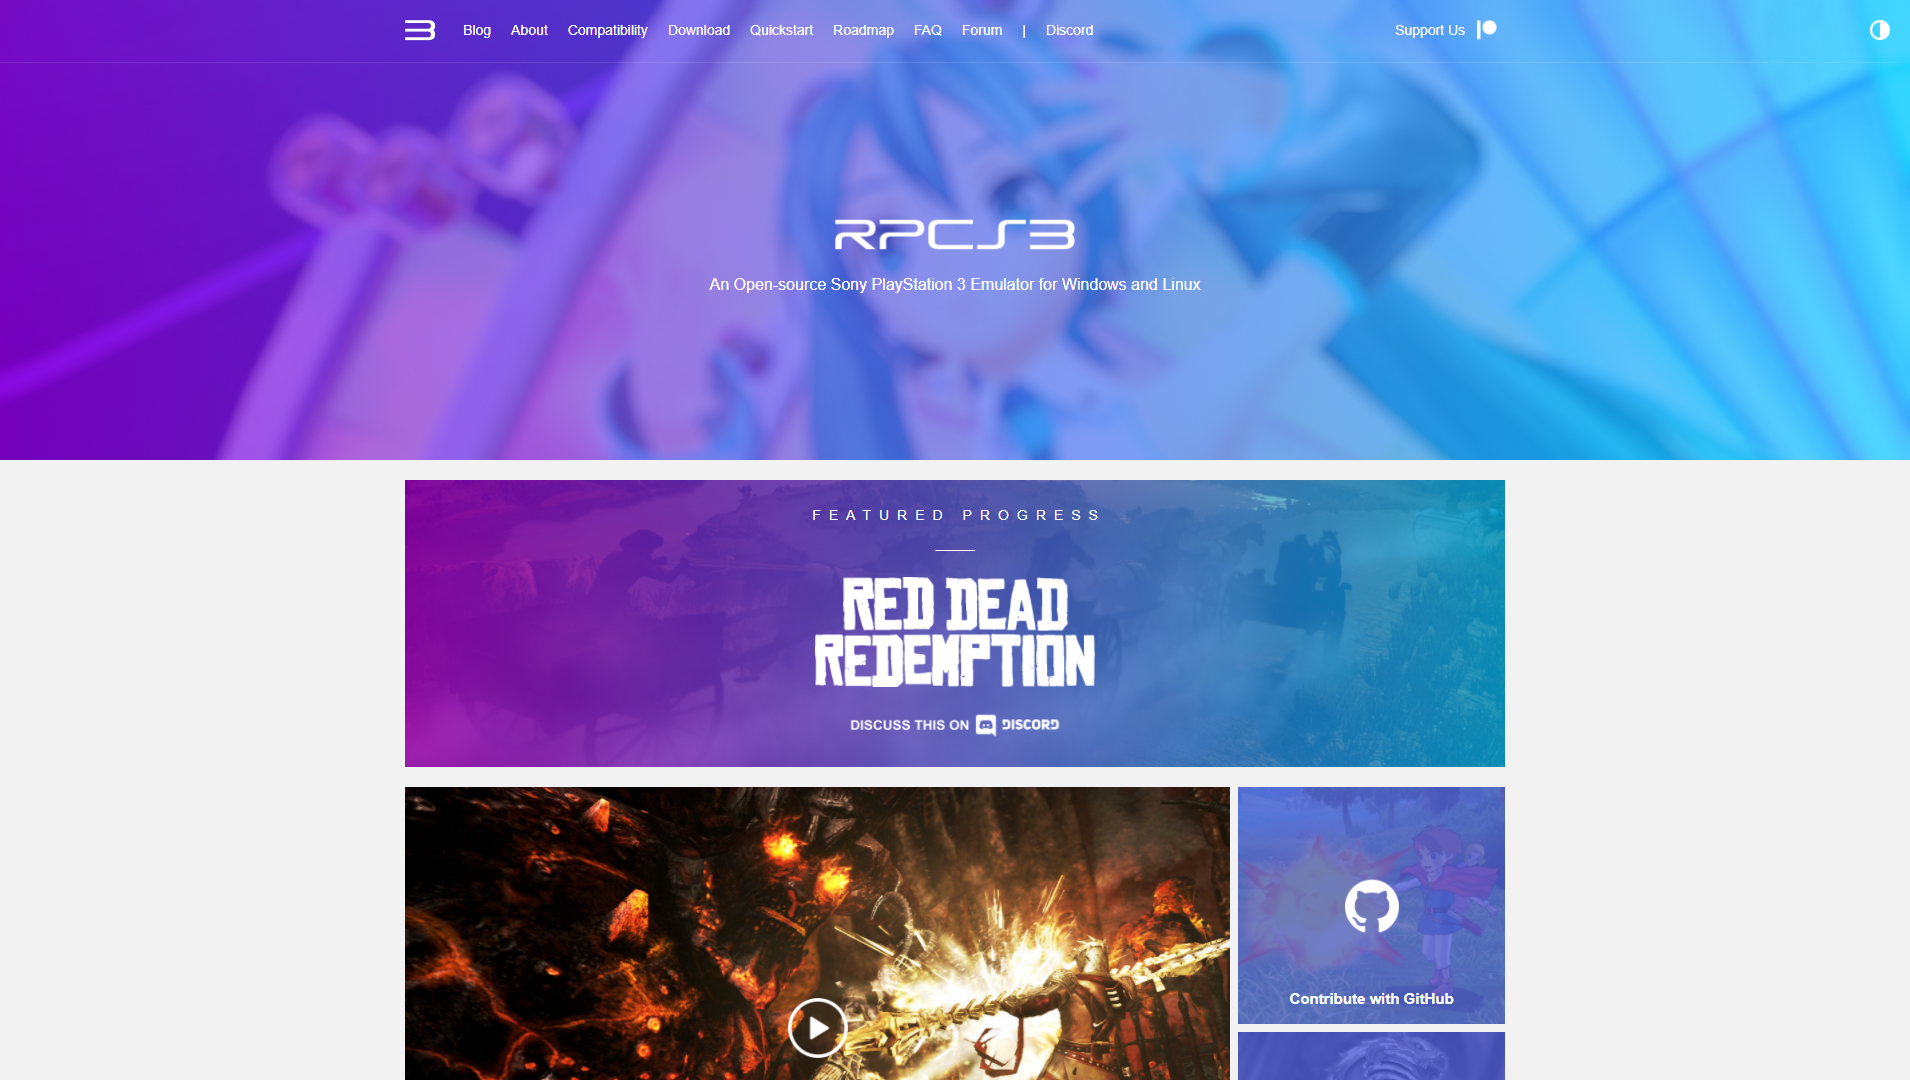 Blog About Compatibility Download Quickstart Roadmap FAQ Forum | Discord Support Us
RPCS3
An Open-source Sony PlayStation 3 Emulator for Windows and Linux
FEATURED PROGRESS
RED DEAD
REDEMPTION
DISCUSS THIS ON DISCORD
Contribute with GitHub